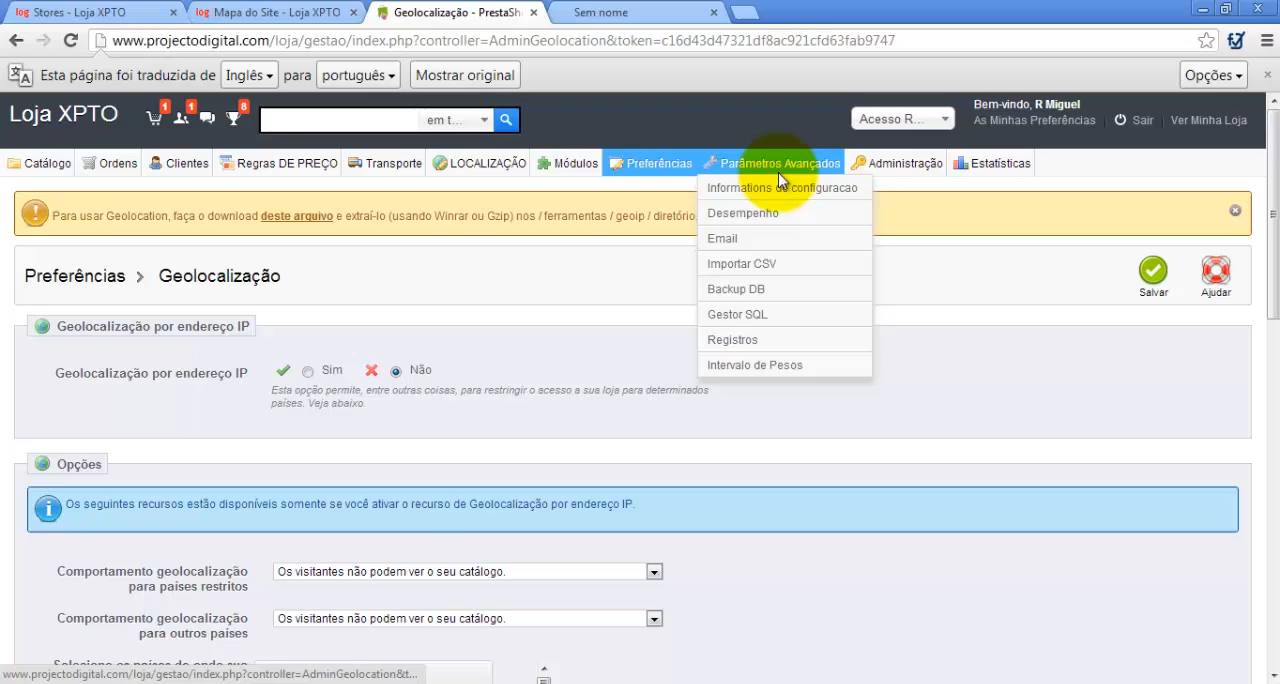 log Stores - Loja XPTO
log Mapa do Site - Loja XPTO
Geolocalização - PrestaSh
Sem nome
www.projectodigital.com/loja/gestao/index.php?controller=AdminGeolocation&token=c16d43d47321df8ac921cfd63fab9747
Esta página foi traduzida de Inglês para português Mostrar original Opções
Loja XPTO 1 1 8 em t... Acesso R...
Bem-vindo, R Miguel
As Minhas Preferências Sair Ver Minha Loja
Catálogo Ordens Clientes Regras DE PREÇO Transporte LOCALIZAÇÃO Módulos Preferências Parâmetros Avançados Administração Estatísticas
Informations de configuracao
Desempenho
Email
Importar CSV
Backup DB
Gestor SQL
Registros
Intervalo de Pesos
Para usar Geolocation, faça o download deste arquivo e extraí-lo (usando Winrar ou Gzip) nos / ferramentas / geoip / diretório.
Preferências > Geolocalização
Salvar Ajudar
Geolocalização por endereço IP
Geolocalização por endereço IP Sim Não
Esta opção permite, entre outras coisas, para restringir o acesso a sua loja para determinados
países. Veja abaixo.
Opções
Os seguintes recursos estão disponíveis somente se você ativar o recurso de Geolocalização por endereço IP.
Comportamento geolocalização
para países restritos
Os visitantes não podem ver o seu catálogo.
Comportamento geolocalização
para outros países
Os visitantes não podem ver o seu catálogo.
Selecione os países de onde sua
www.projectodigital.com/loja/gestao/index.php?controller=AdminGeolocation&t...